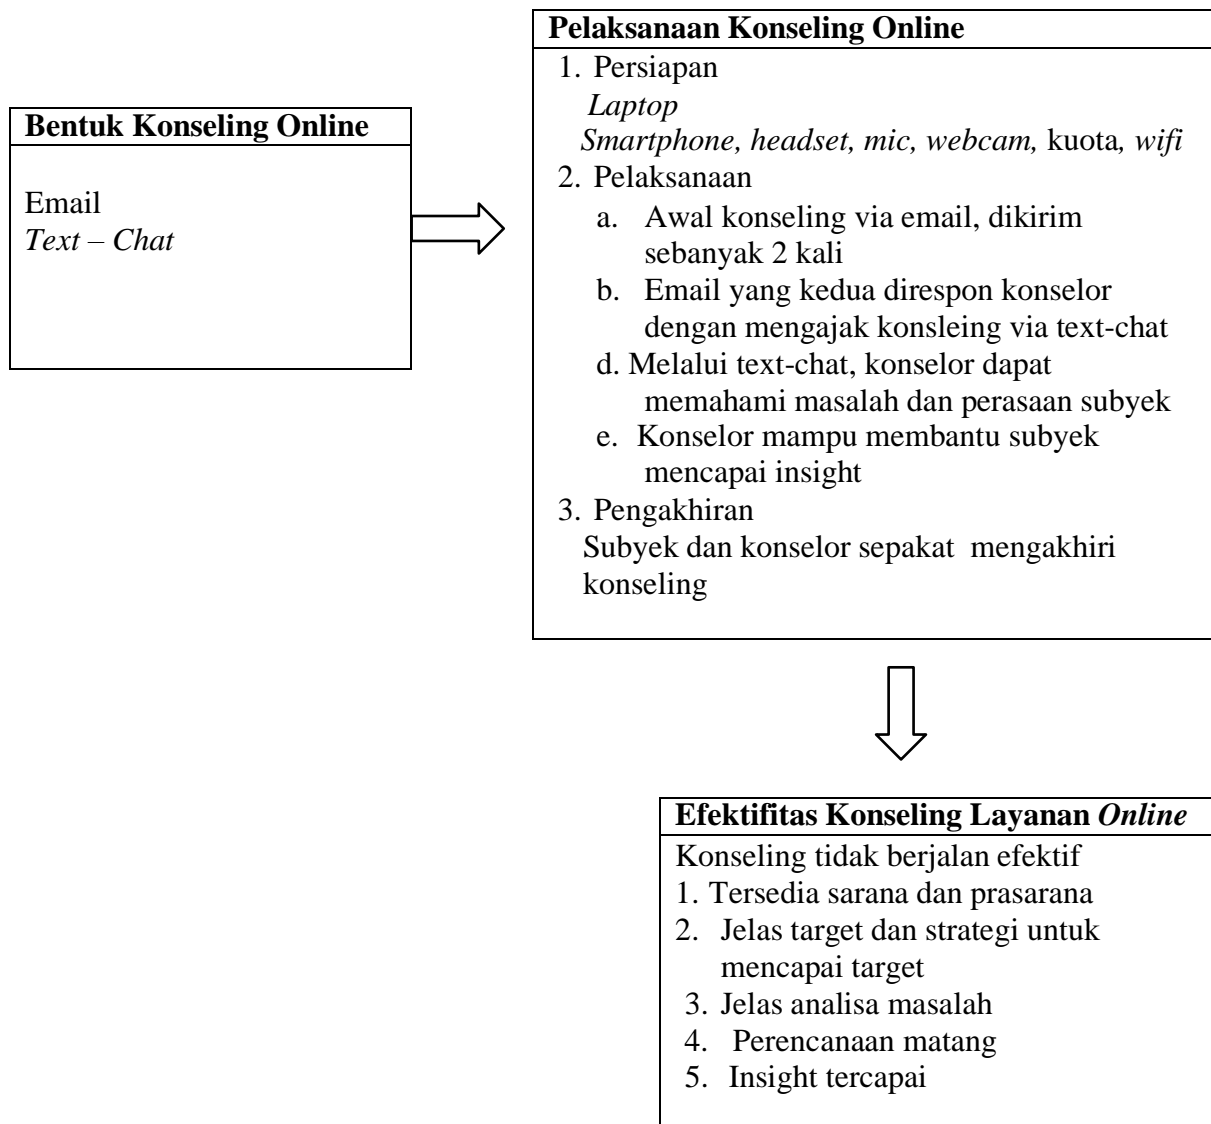 Bentuk Konseling Online
Email
Text – Chat
Pelaksanaan Konseling Online
1. Persiapan
Laptop
Smartphone, headset, mic, webcam, kuota, wifi
2. Pelaksanaan
a. Awal konseling via email, dikirim
sebanyak 2 kali
b. Email yang kedua direspon konselor
dengan mengajak konsleing via text-chat
d. Melalui text-chat, konselor dapat
memahami masalah dan perasaan subyek
e. Konselor mampu membantu subyek
mencapai insight
3. Pengakhiran
Subyek dan konselor sepakat mengakhiri
konseling
Efektifitas Konseling Layanan Online
Konseling tidak berjalan efektif
1. Tersedia sarana dan prasarana
2. Jelas target dan strategi untuk
mencapai target
3. Jelas analisa masalah
4. Perencanaan matang
5. Insight tercapai